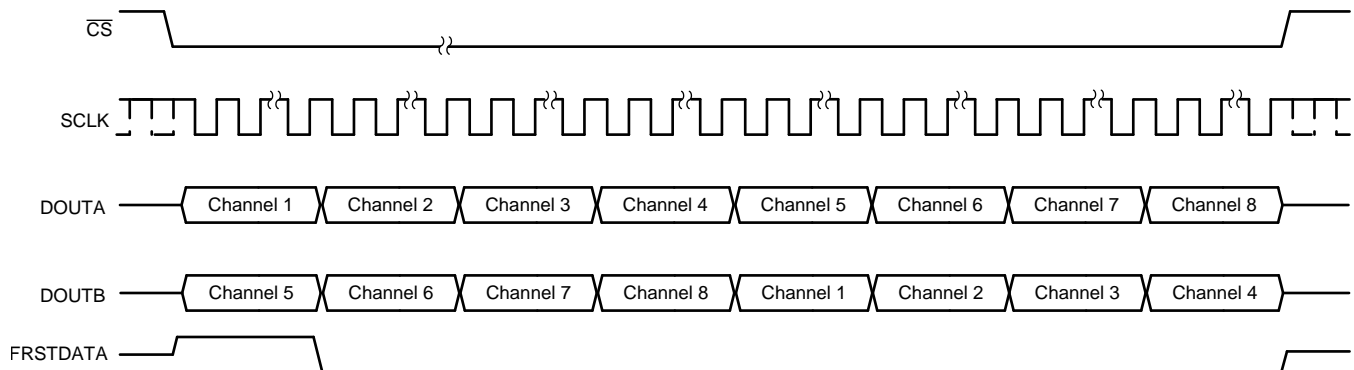 CS
SCLK
DOUTA Channel 1 Channel 2 Channel 3 Channel 4 Channel 5 Channel 6 Channel 7 Channel 8
DOUTB Channel 5 Channel 6 Channel 7 Channel 8 Channel 1 Channel 2 Channel 3 Channel 4
FRSTDATA